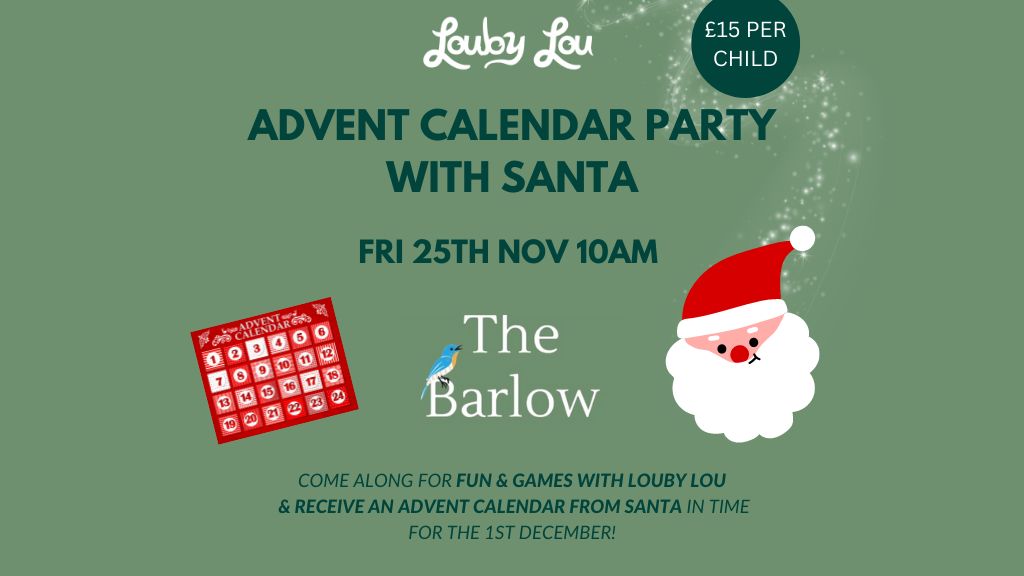 Louby Lou
£15 PER
CHILD
ADVENT CALENDAR PARTY
WITH SANTA
FRI 25TH NOV 10AM
ADVENT
CALENDAR
1 2 3 4 5 6
7 8 9 10 11 12
13 14 15 16 17 18
19 20 21 22 23 24
The
Barlow
COME ALONG FOR FUN & GAMES WITH LOUBY LOU
& RECEIVE AN ADVENT CALENDAR FROM SANTA IN TIME
FOR THE 1ST DECEMBER!